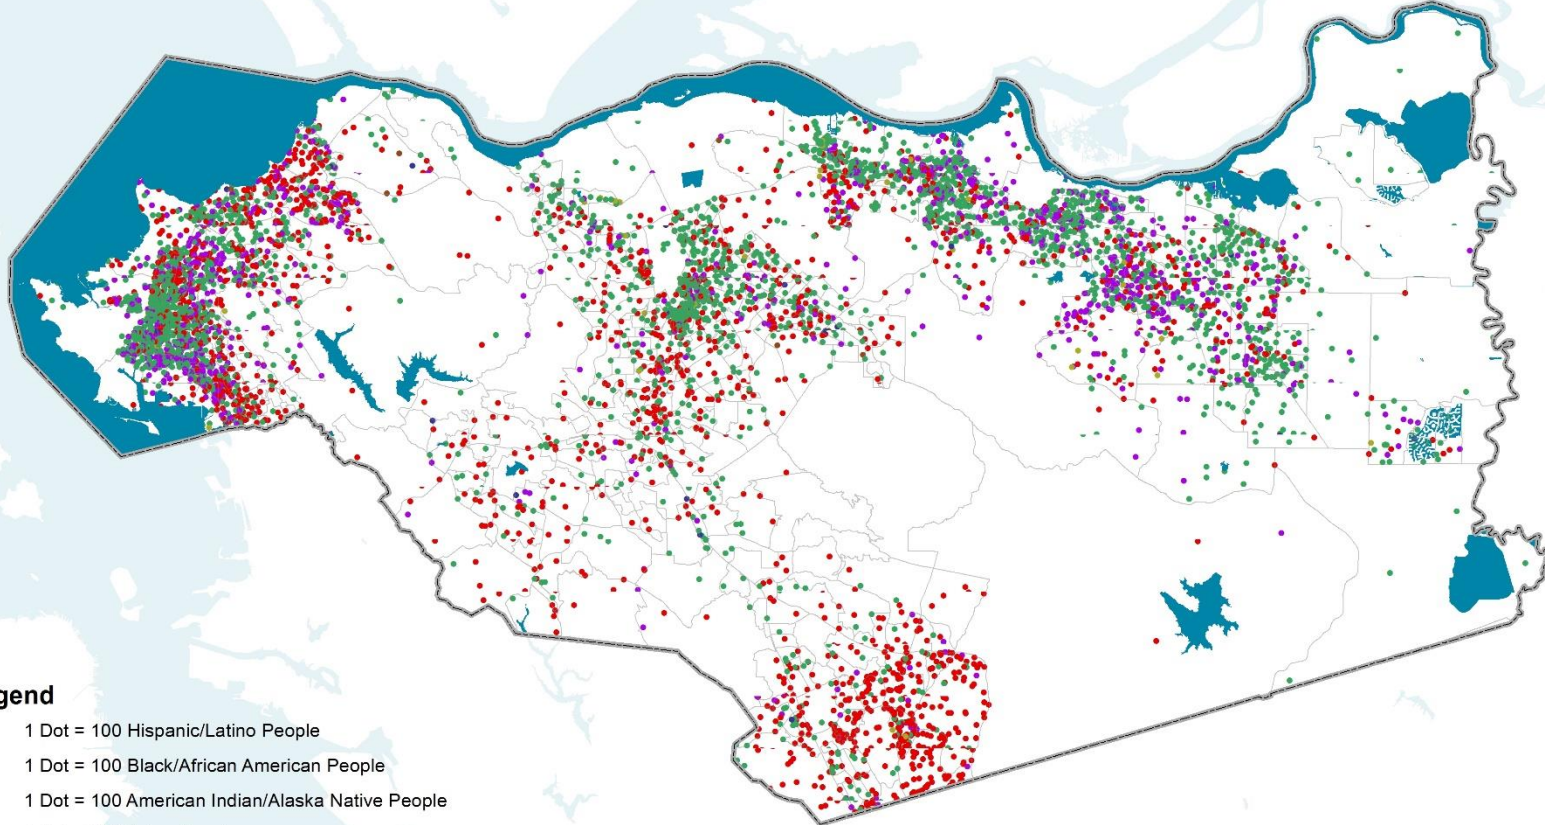 gend
1 Dot = 100 Hispanic/Latino People
1 Dot = 100 Black/African American People
1 Dot = 100 American Indian/Alaska Native People